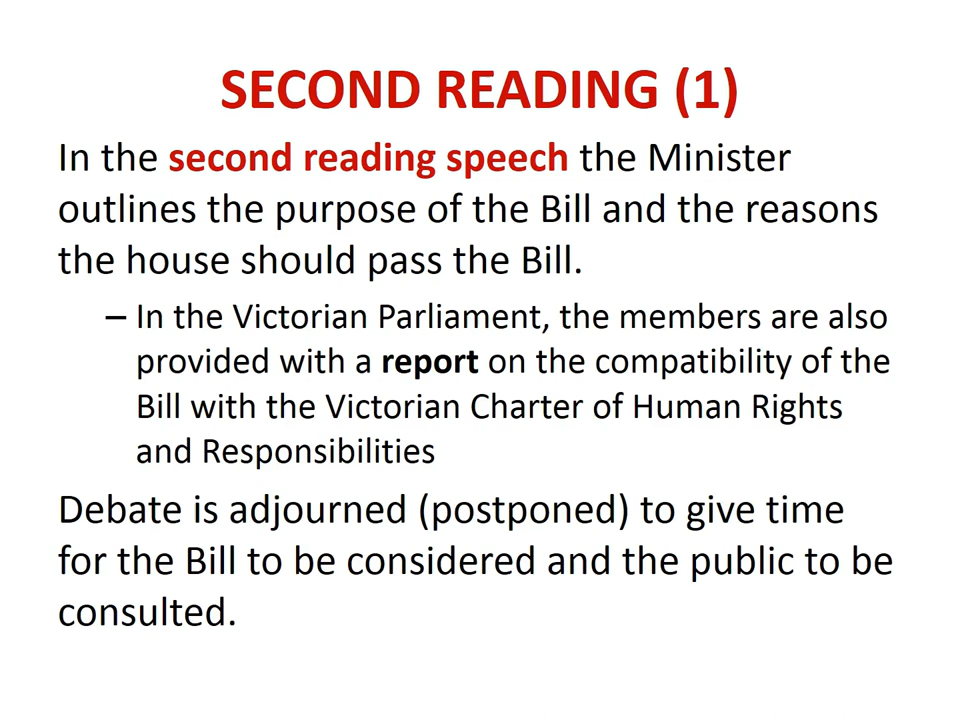 SECOND READING (1)
In the second reading speech the Minister
outlines the purpose of the Bill and the reasons
the house should pass the Bill.
– In the Victorian Parliament, the members are also
provided with a report on the compatibility of the
Bill with the Victorian Charter of Human Rights
and Responsibilities
Debate is adjourned (postponed) to give time
for the Bill to be considered and the public to be
consulted.